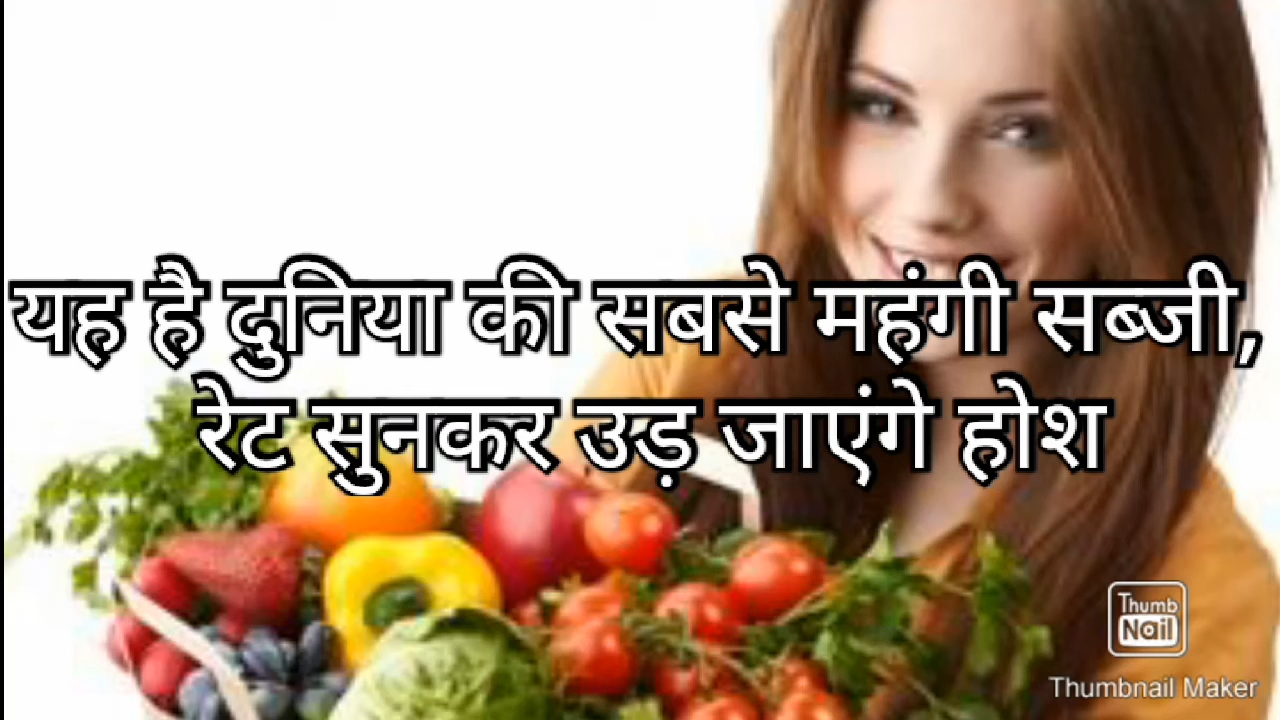 यह है दुनिया की सबसे महंगी सब्जी,
रेट सुनकर उड़ जाएंगे होश
Thumb
Nail
Thumbnail Maker